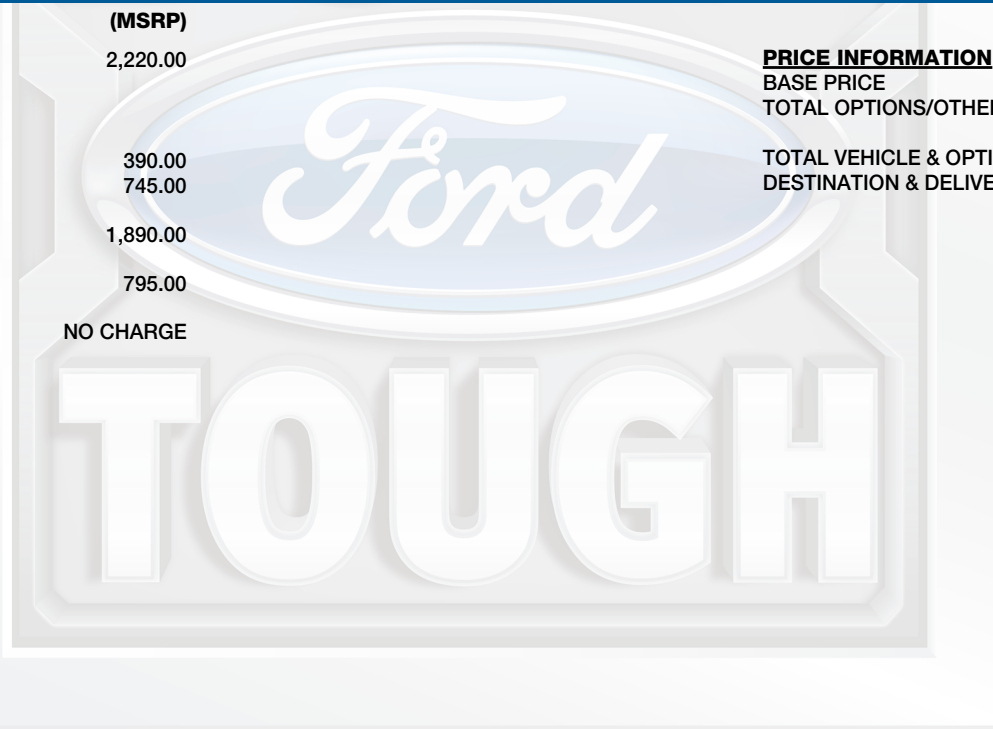 (MSRP)
2,220.00
390.00
745.00
1,890.00
795.00
NO CHARGE
PRICE INFORMATION
BASE PRICE
TOTAL OPTIONS/OTHE
TOTAL VEHICLE & OPTI
DESTINATION & DELIVE
Ford
TOUGH